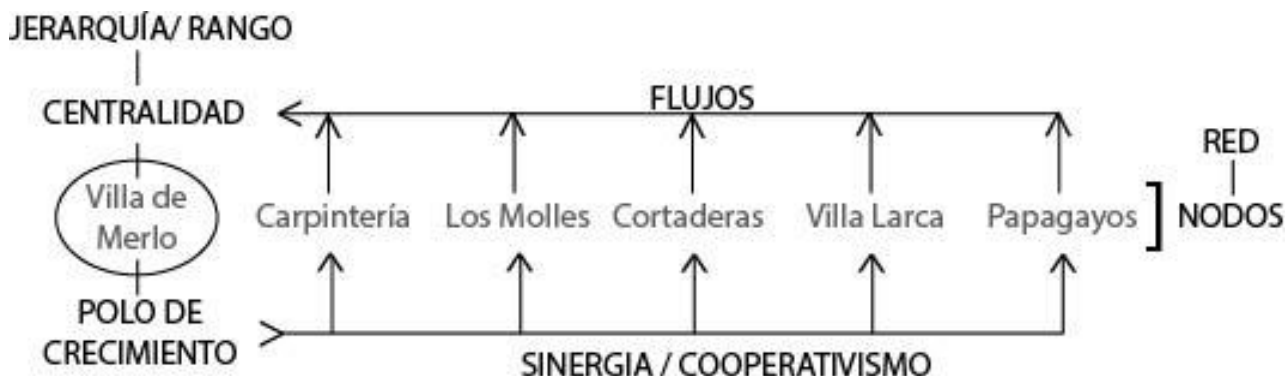 JERARQUÍA/ RANGO
CENTRALIDAD
FLUJOS
RED
Villa de
Merlo
Carpintería
Los Molles
Cortaderas
Villa Larca
Papagayos
NODOS
POLO DE
CRECIMIENTO
SINERGIA / COOPERATIVISMO